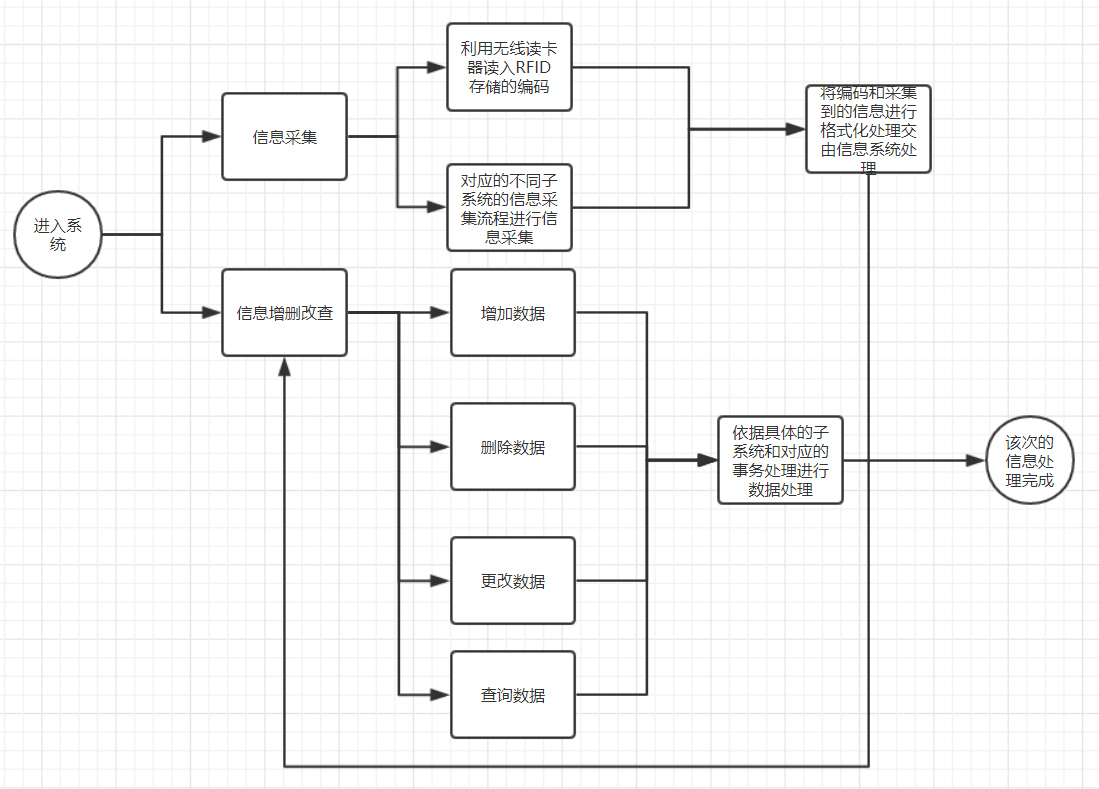 利用无线读卡
器读入RFID
存储的编码
将编码和采集
到的信息进行
格式化处理交
由信息系统处
理
信息采集
对应的不同子
系统的信息采
集流程进行信
息采集
进入系
统
信息增删改查
增加数据
删除数据
依据具体的子
系统和对应的
事务处理进行
数据处理
该次的
信息处
理完成
更改数据
查询数据